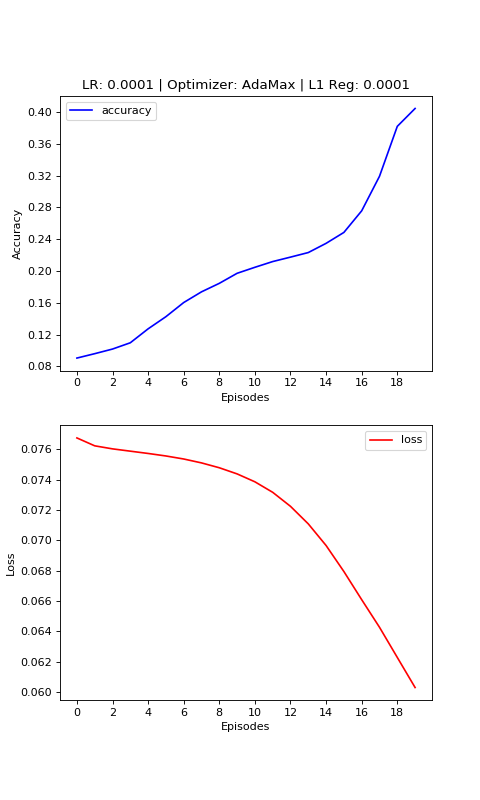 LR: 0.0001 | Optimizer: AdaMax | L1 Reg: 0.0001
accuracy
Accuracy
0.40
0.36
0.32
0.28
0.24
0.20
0.16
0.12
0.08
0 2 4 6 8 10 12 14 16 18
Episodes
loss
Loss
0.076
0.074
0.072
0.070
0.068
0.066
0.064
0.062
0.060
0 2 4 6 8 10 12 14 16 18
Episodes